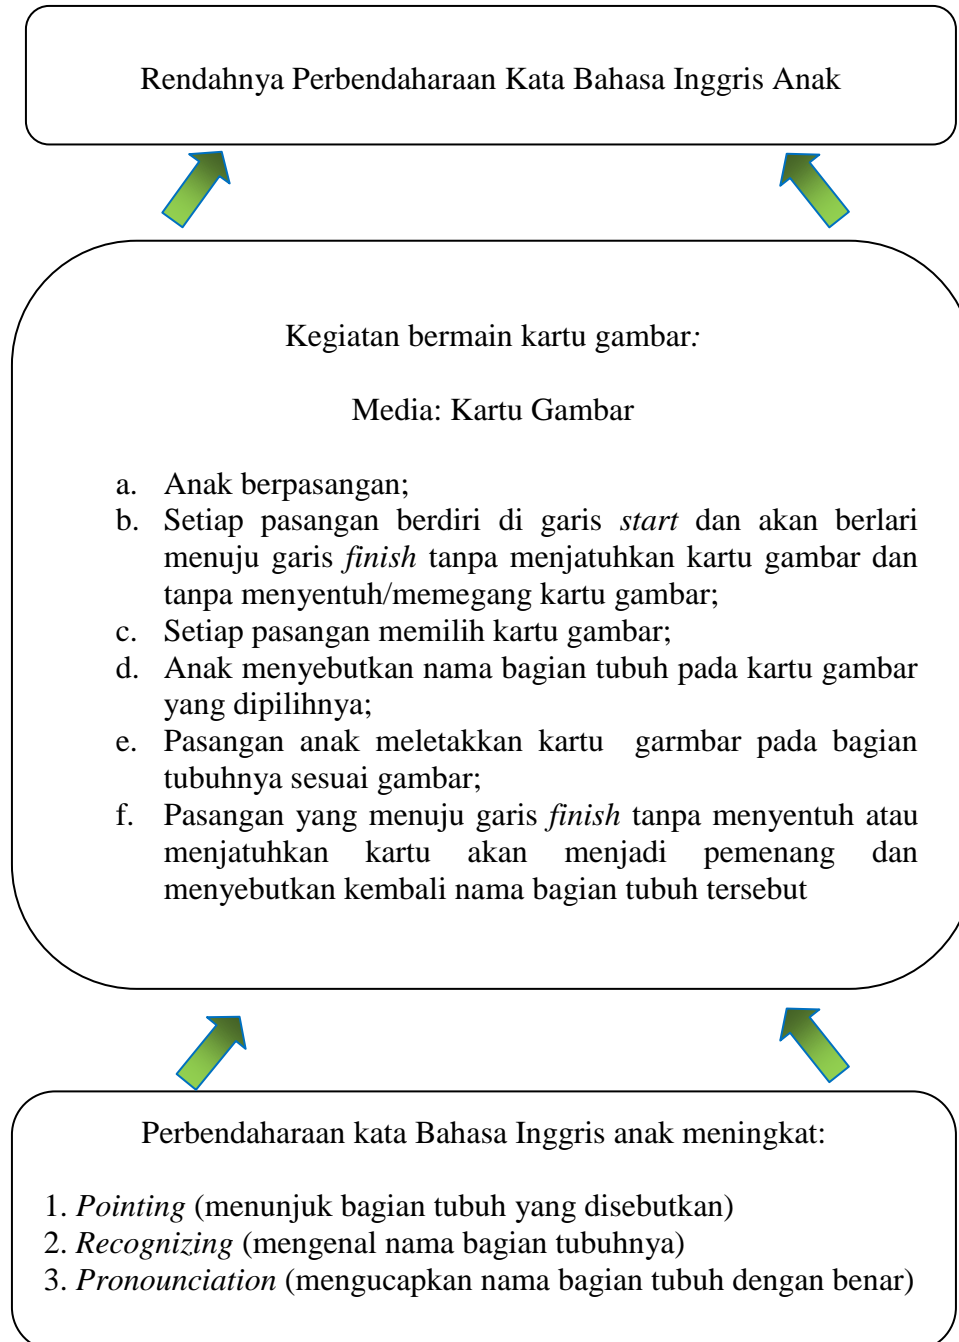 Rendahnya Perbendaharaan Kata Bahasa Inggris Anak
Kegiatan bermain kartu gambar:
Media: Kartu Gambar
a. Anak berpasangan;
b. Setiap pasangan berdiri di garis start dan akan berlari
menuju garis finish tanpa menjatuhkan kartu gambar dan
tanpa menyentuh/memegang kartu gambar;
c. Setiap pasangan memilih kartu gambar;
d. Anak menyebutkan nama bagian tubuh pada kartu gambar
yang dipilihnya;
e. Pasangan anak meletakkan kartu garmbar pada bagian
tubuhnya sesuai gambar;
f. Pasangan yang menuju garis finish tanpa menyentuh atau
menjatuhkan kartu akan menjadi pemenang dan
menyebutkan kembali nama bagian tubuh tersebut
Perbendaharaan kata Bahasa Inggris anak meningkat:
1. Pointing (menunjuk bagian tubuh yang disebutkan)
2. Recognizing (mengenal nama bagian tubuhnya)
3. Pronounciation (mengucapkan nama bagian tubuh dengan benar)